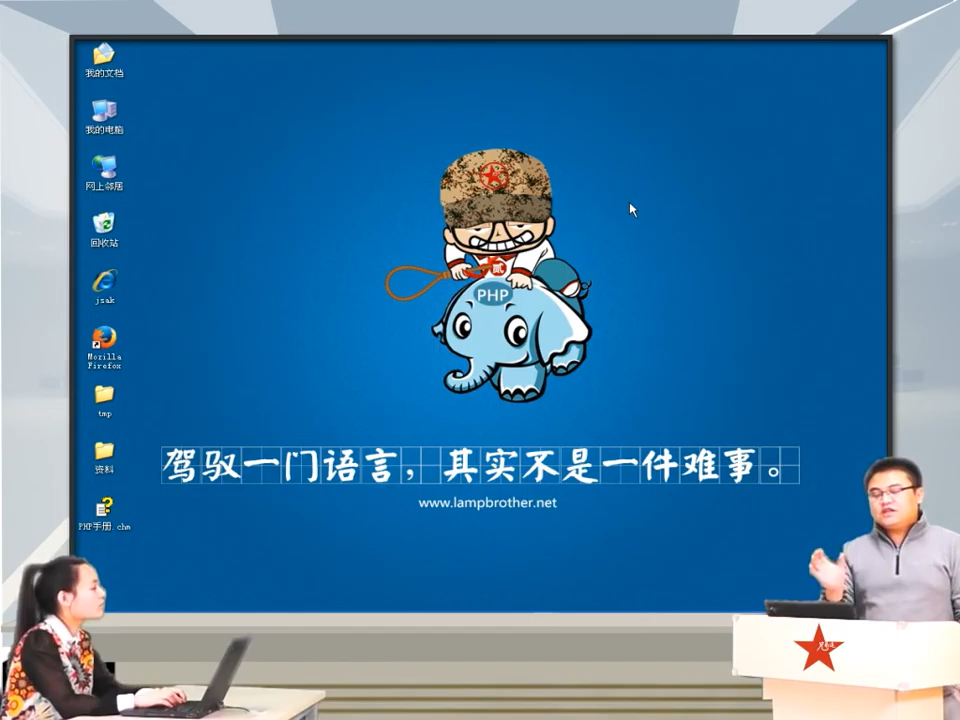 我的文档
我的电脑
网上邻居
回收站
jsak
Mozilla
Firefox
tmp
资料
PHP手册.chm
贰
PHP
驾驭一门语言，其实不是一件难事。
www.lampbrother.net